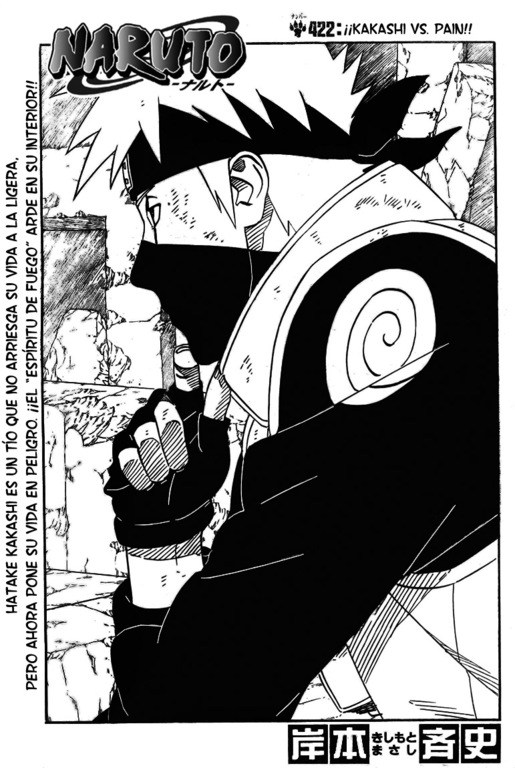 NARUTO
-ナルト-
ナンバー
422: ¡¡KAKASHI VS. PAIN!!
HATAKE KAKASHI ES UN TÍO QUE NO ARRIESGA SU VIDA A LA LIGERA,
PERO AHORA PONE SU VIDA EN PELIGRO. ¡¡EL "ESPÍRITU DE FUEGO" ARDE EN SU INTERIOR!!
岸本斉史
きしもと
まさし